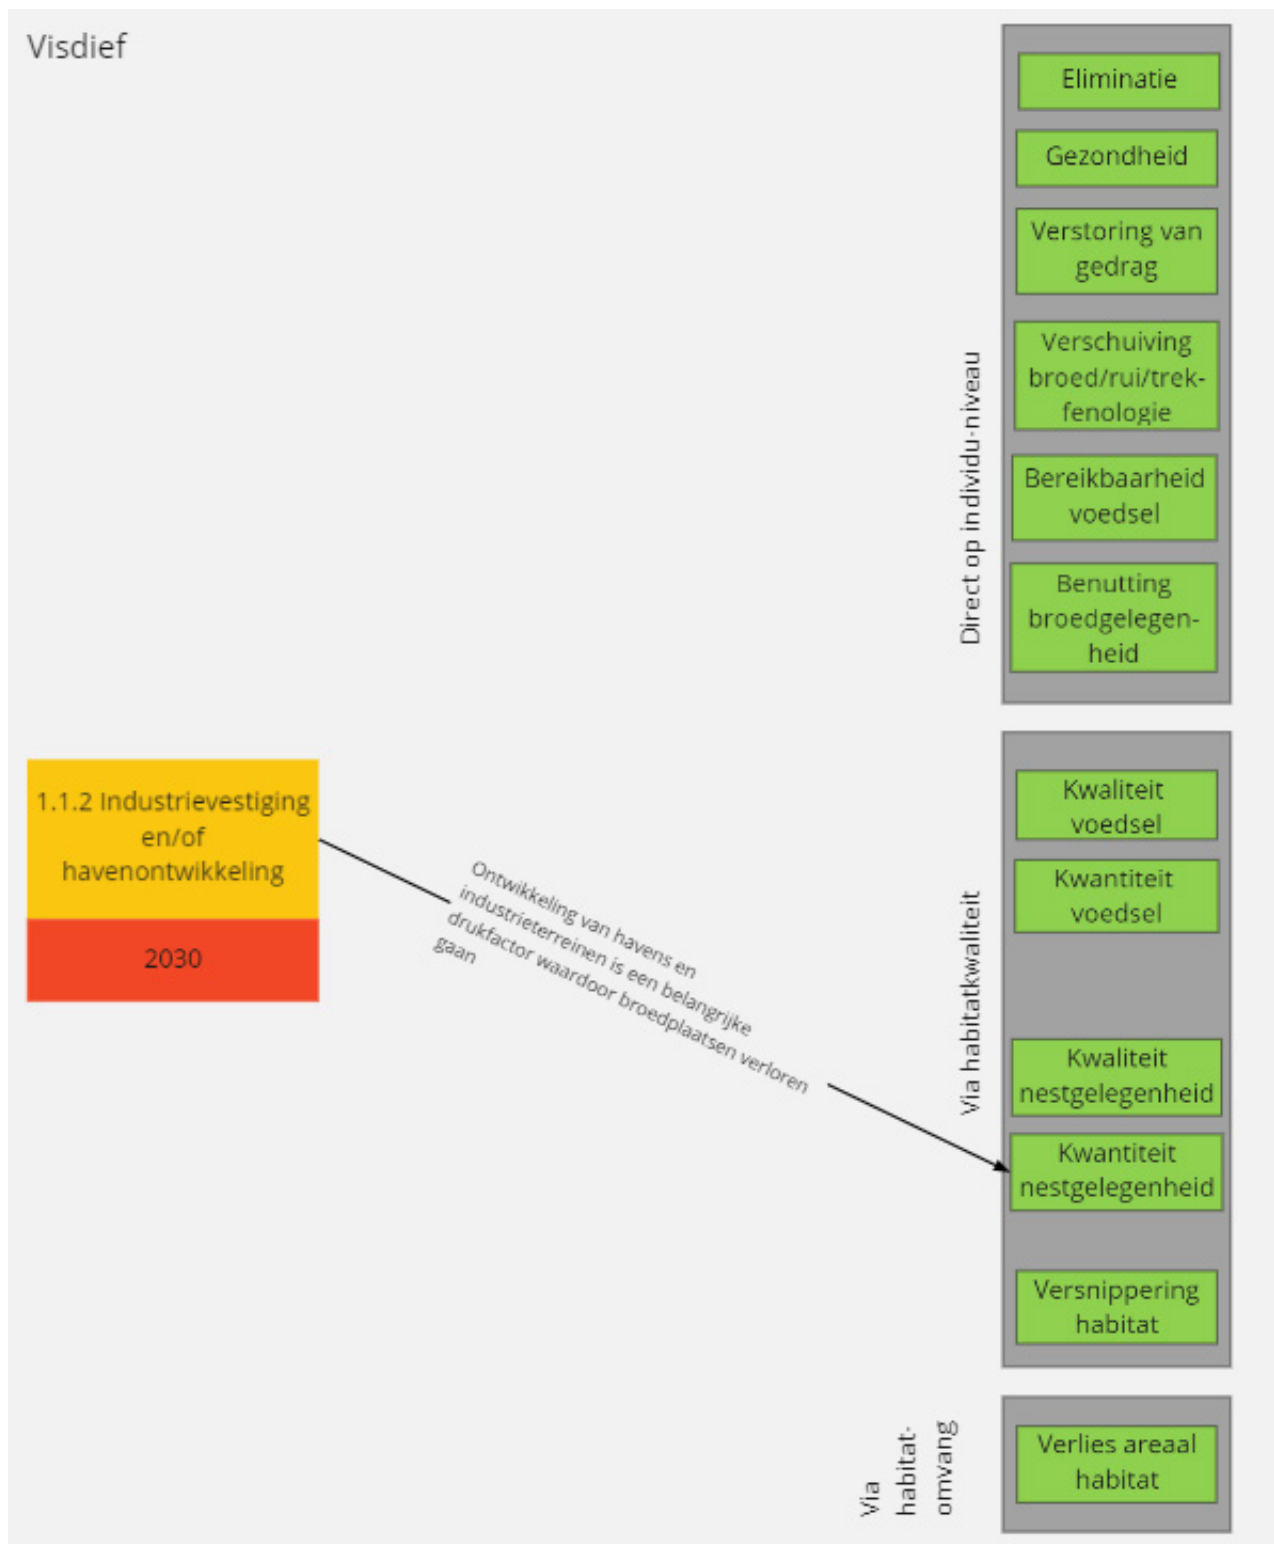 Visdief
Eliminatie
Gezondheid
Verstoring van
gedrag
Verschuiving
broed/rui/trek-
fenologie
Bereikbaarheid
voedsel
Benutting
broedgelegen-
heid
Direct op individu-niveau
1.1.2 Industrievestiging
en/of
havenontwikkeling
2030
Ontwikkeling van havens en
industrieterreinen is een belangrijke
drukfactor waardoor broedplaatsen verloren
gaan
Kwaliteit
voedsel
Kwantiteit
voedsel
Kwaliteit
nestgelegenheid
Kwantiteit
nestgelegenheid
Versnippering
habitat
Via habitatkwaliteit
Verlies areaal
habitat
Via
habitat-
omvang